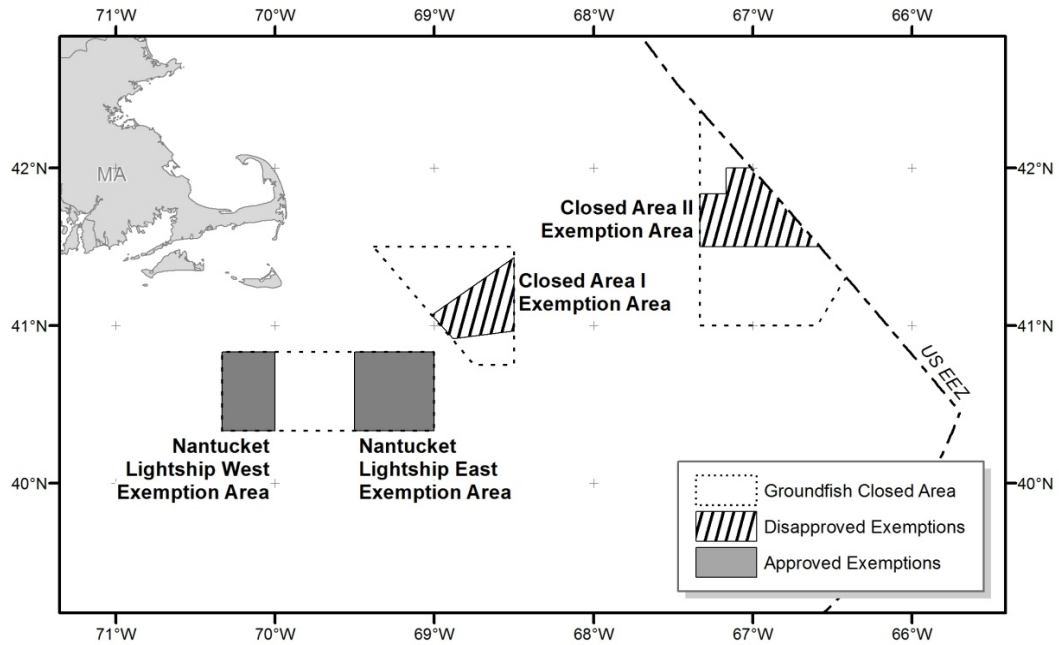 71°W 70°W 69°W 68°W 67°W 66°W
42°N 42°N
MA
Closed Area II
Exemption Area
Closed Area I
Exemption Area
41°N 41°N
US EEZ
Nantucket
Lightship West
Exemption Area
Nantucket
Lightship East
Exemption Area
40°N 40°N
Groundfish Closed Area
Disapproved Exemptions
Approved Exemptions
71°W 70°W 69°W 68°W 67°W 66°W